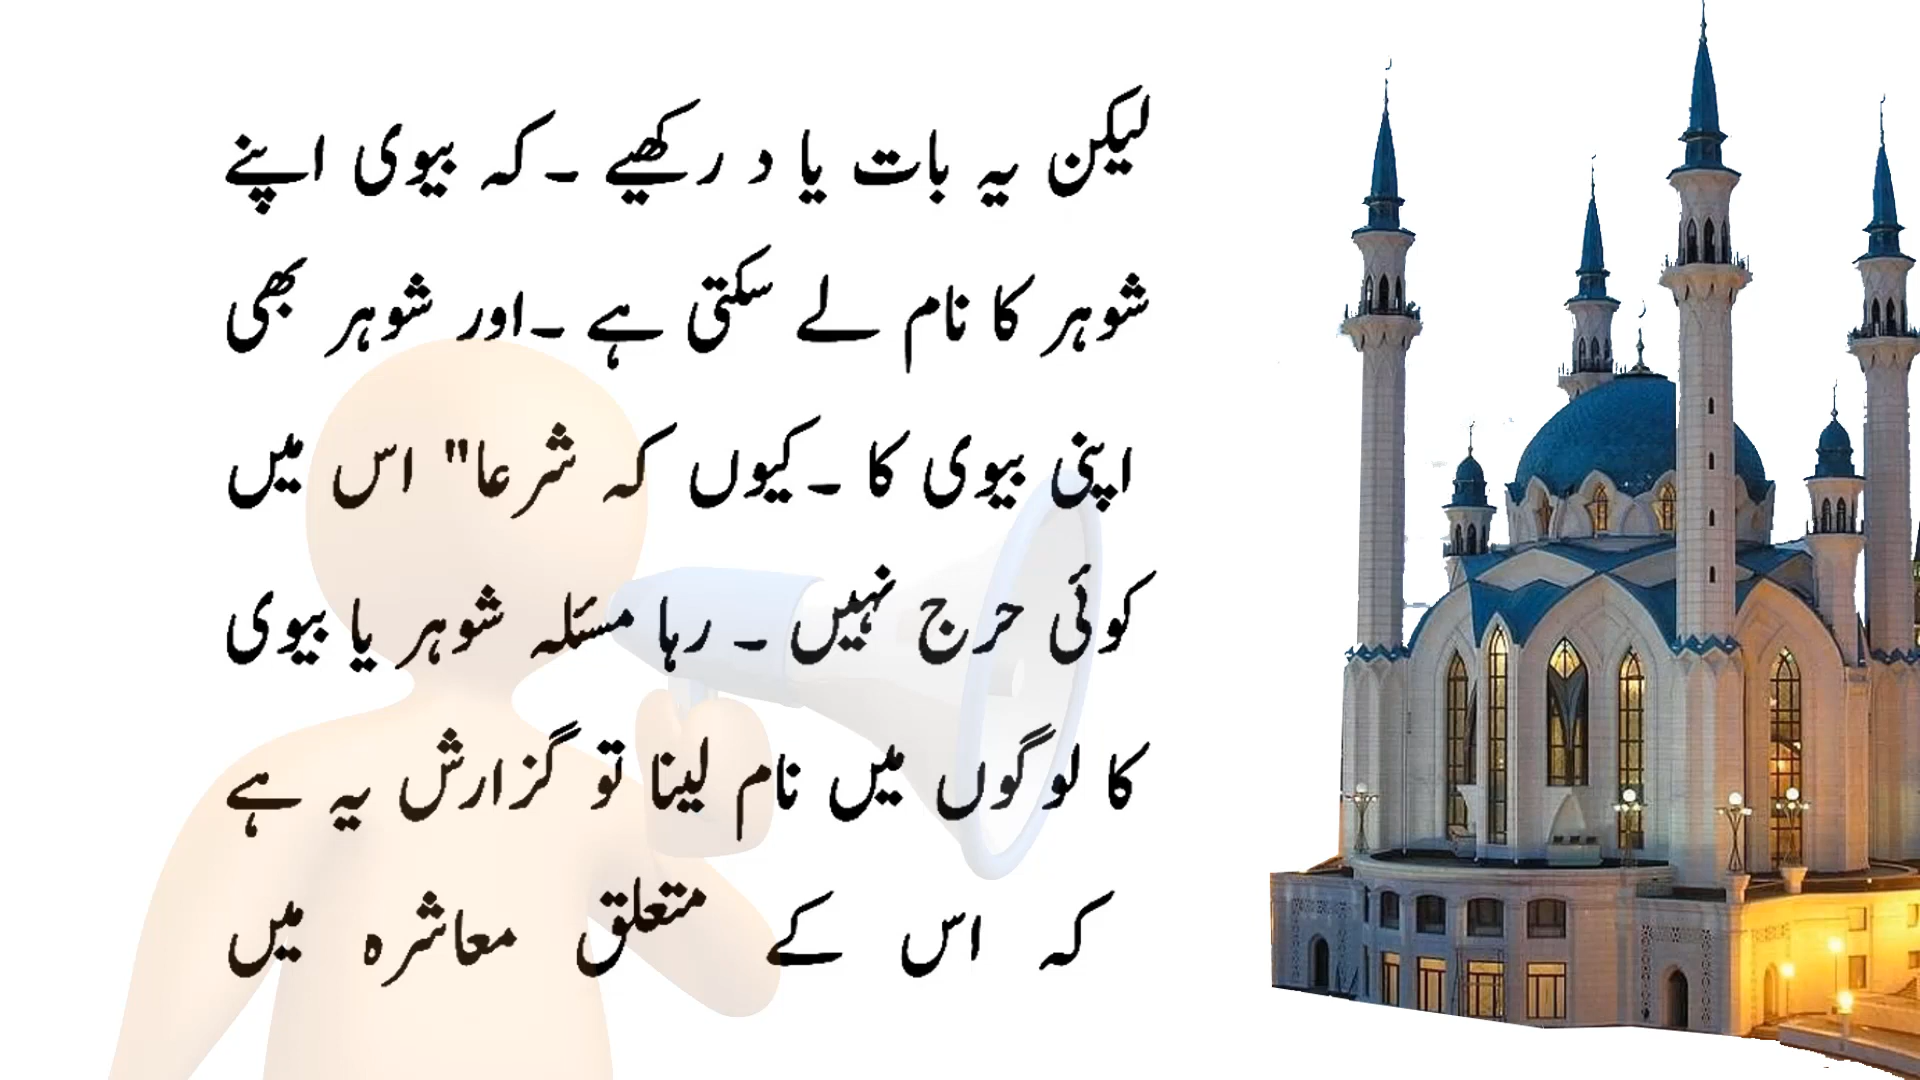 لیکن یہ بات یا د رکھیے ۔کہ بیوی اپنے
شوہر کا نام لے سکتی ہے ۔اور شوہر بھی
اپنی بیوی کا ۔کیوں کہ شرعا" اس میں
کوئی حرج نہیں ۔ رہا مسئلہ شوہر یا بیوی
کا لوگوں میں نام لینا تو گزارش یہ ہے
کہ اس کے متعلق معاشرہ میں